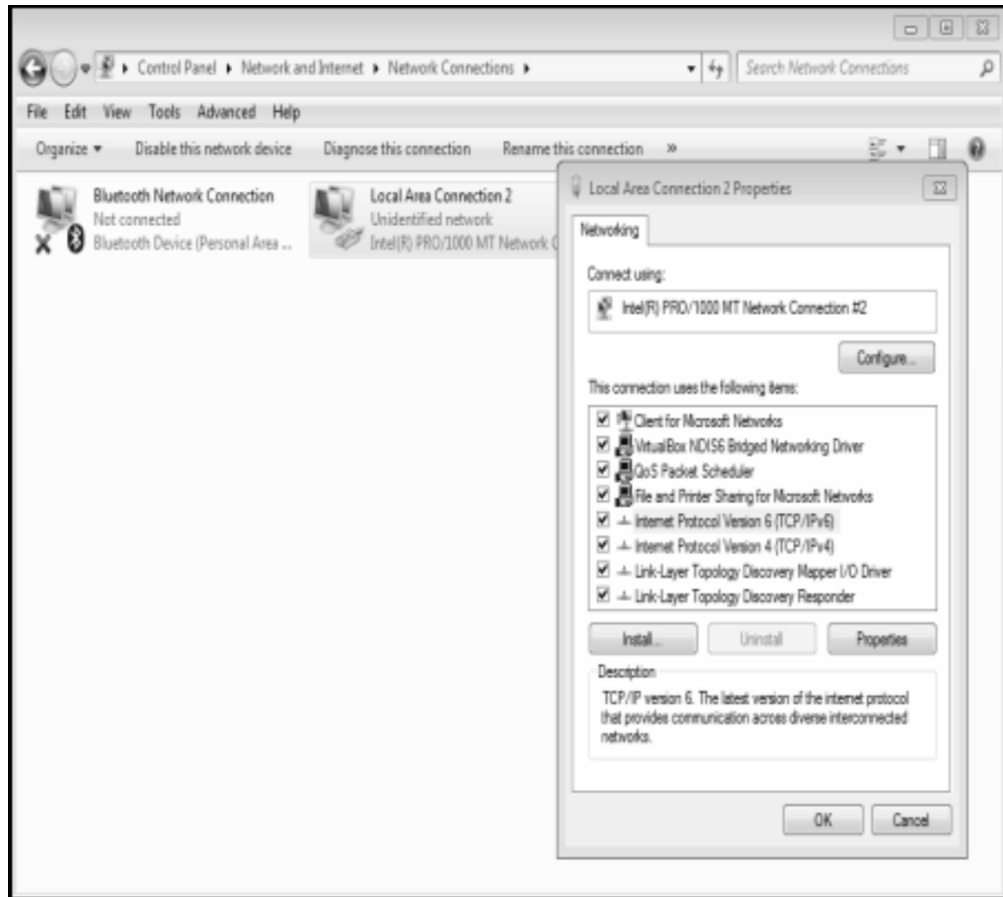 Control Panel Network and Internet Network Connections
Search Network Connections
File Edit View Tools Advanced Help
Organize Disable this network device Diagnose this connection Rename this connection »
Bluetooth Network Connection
Not connected
Bluetooth Device (Personal Area ...
Local Area Connection 2
Unidentified network
Intel(R) PRO/1000 MT Network C
Local Area Connection 2 Properties
Networking
Connect using:
Intel(R) PRO/1000 MT Network Connection #2
Configure...
This connection uses the following items:
Client for Microsoft Networks
VirtualBox NDIS6 Bridged Networking Driver
QoS Packet Scheduler
File and Printer Sharing for Microsoft Networks
Internet Protocol Version 6 (TCP/IPv6)
Internet Protocol Version 4 (TCP/IPv4)
Link-Layer Topology Discovery Mapper I/O Driver
Link-Layer Topology Discovery Responder
Install... Uninstall Properties
Description
TCP/IP version 6. The latest version of the internet protocol
that provides communication across diverse interconnected
networks.
OK Cancel